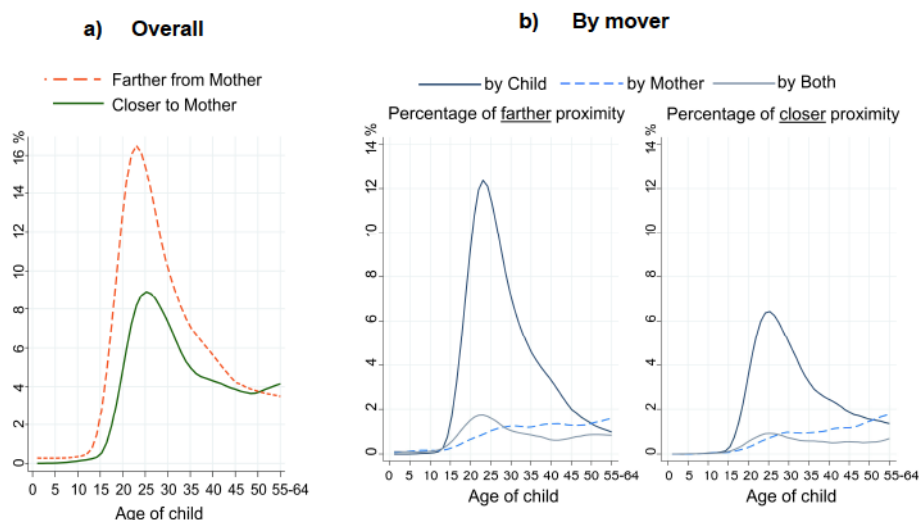 a) Overall
Farther from Mother
Closer to Mother
%
16
14
12
10
8
6
4
2
0
0 5 10 15 20 25 30 35 40 45 50 55-64
Age of child
b) By mover
by Child by Mother by Both
Percentage of farther proximity
%
14
12
10
8
6
4
2
0
0 5 10 15 20 25 30 35 40 45 50 55-64
Age of child
Percentage of closer proximity
%
14
12
10
8
6
4
2
0
0 5 10 15 20 25 30 35 40 45 50 55-64
Age of child